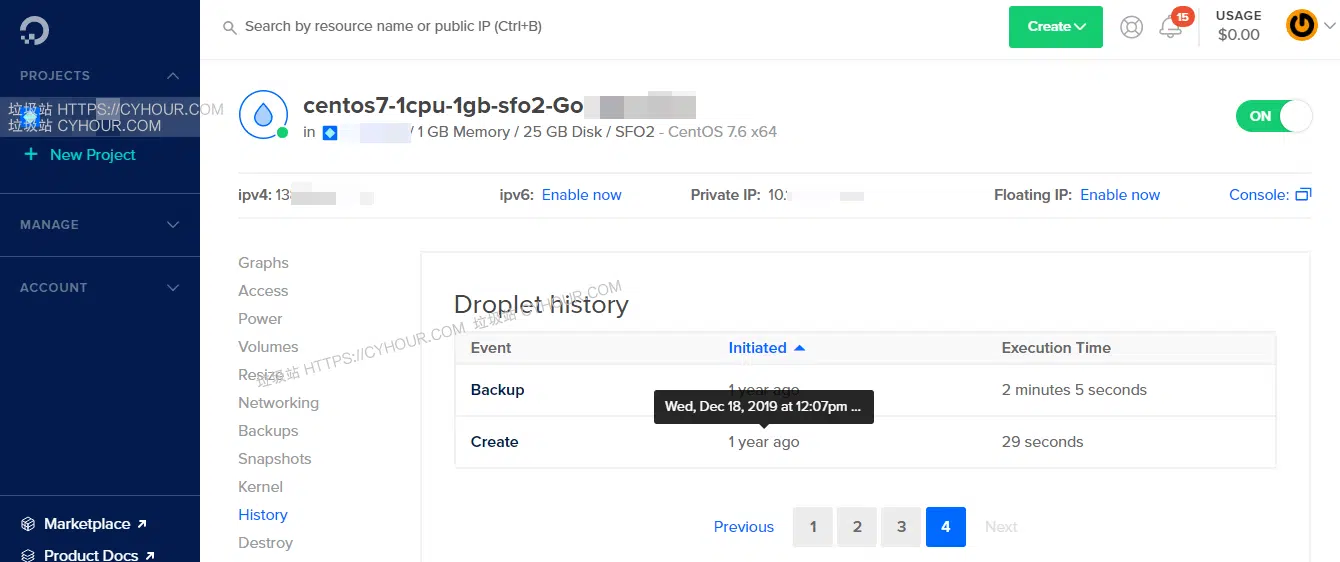 Search by resource name or public IP (Ctrl+B)
Create
15
USAGE
$0.00
PROJECTS
垃圾站 HTTPS://CYHOUR.COM
垃圾站 CYHOUR.COM
New Project
MANAGE
ACCOUNT
Marketplace
Product Docs
centos7-1cpu-1gb-sfo2-Go
in / 1 GB Memory / 25 GB Disk / SFO2 - CentOS 7.6 x64
ON
ipv4: 13 ipv6: Enable now Private IP: 10. Floating IP: Enable now Console:
Graphs
Access
Power
Volumes
Resize
Networking
Backups
Snapshots
Kernel
History
Destroy
Droplet history
垃圾站 HTTPS://CYHOUR.COM 垃圾站 CYHOUR.COM
Event Initiated Execution Time
Backup 1 year ago 2 minutes 5 seconds
Wed, Dec 18, 2019 at 12:07pm ...
Create 1 year ago 29 seconds
Previous 1 2 3 4 Next